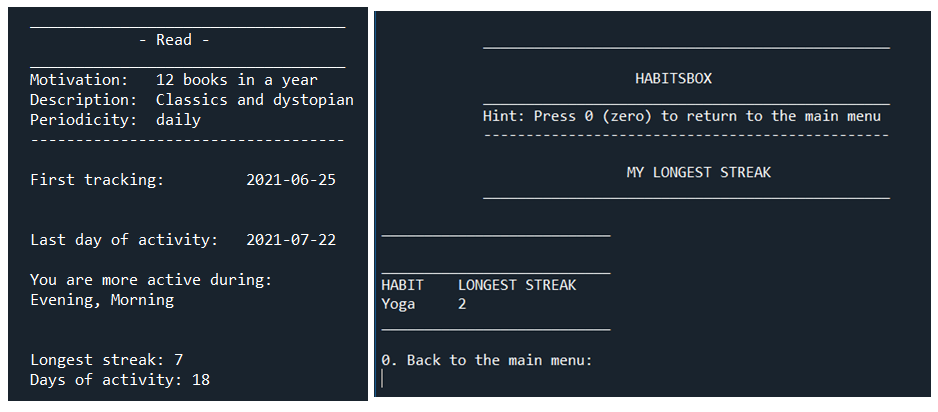 - Read -
Motivation: 12 books in a year
Description: Classics and dystopian
Periodicity: daily
-----------------------------------
First tracking: 2021-06-25
Last day of activity: 2021-07-22
You are more active during:
Evening, Morning
Longest streak: 7
Days of activity: 18
HABITSBOX
Hint: Press 0 (zero) to return to the main menu
------------------------------------------------
MY LONGEST STREAK
HABIT LONGEST STREAK
Yoga 2
0. Back to the main menu: